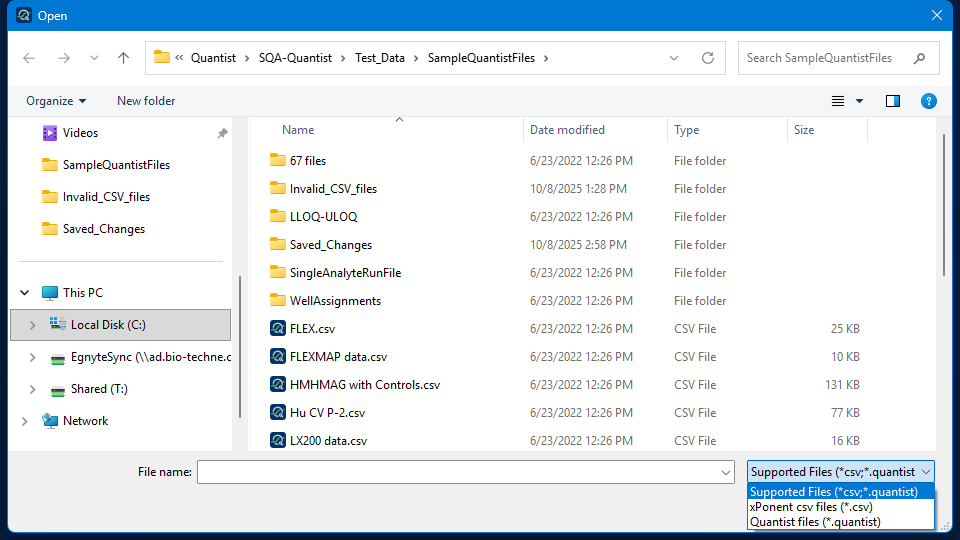 Open
« Quantist > SQA-Quantist > Test_Data > SampleQuantistFiles >
Search SampleQuantistFiles
Organize
New folder
?
Videos
SampleQuantistFiles
Invalid_CSV_files
Saved_Changes
This PC
Local Disk (C:)
EgnyteSync (\\ad.bio-techne.c
Shared (T:)
Network
Name Date modified Type Size
67 files 6/23/2022 12:26 PM File folder
Invalid_CSV_files 10/8/2025 1:28 PM File folder
LLOQ-ULOQ 6/23/2022 12:26 PM File folder
Saved_Changes 10/8/2025 2:58 PM File folder
SingleAnalyteRunFile 6/23/2022 12:26 PM File folder
WellAssignments 6/23/2022 12:26 PM File folder
FLEX.csv 6/23/2022 12:26 PM CSV File 25 KB
FLEXMAP data.csv 6/23/2022 12:26 PM CSV File 10 KB
HMHMAG with Controls.csv 6/23/2022 12:26 PM CSV File 131 KB
Hu CV P-2.csv 6/23/2022 12:26 PM CSV File 77 KB
LX200 data.csv 6/23/2022 12:26 PM CSV File 16 KB
File name:
Supported Files (*csv;*.quantist
Supported Files (*csv;*.quantist)
xPonent csv files (*.csv)
Quantist files (*.quantist)